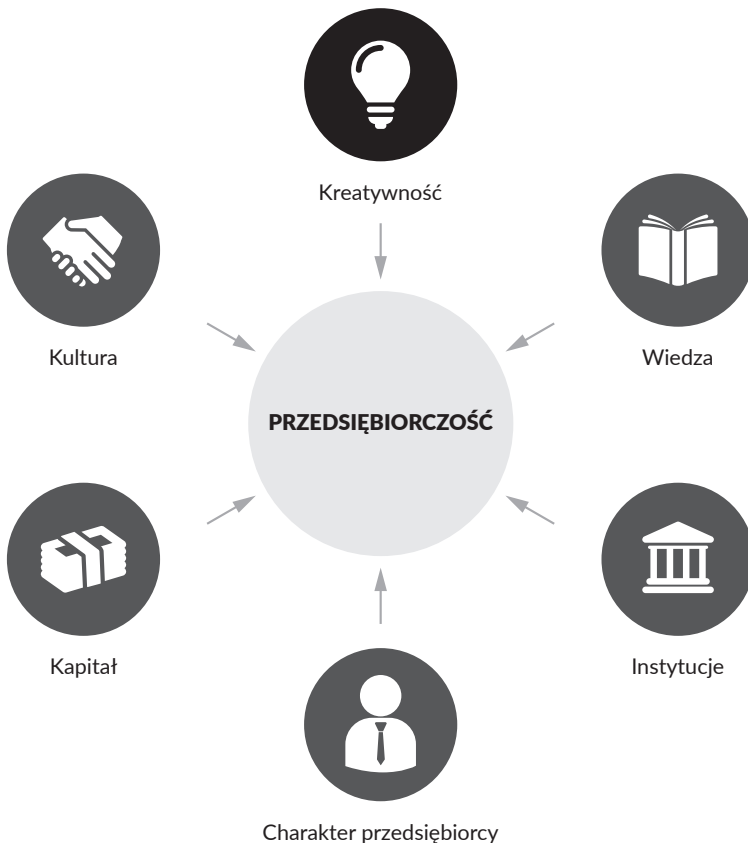 Kreatywność
Kultura
Wiedza
PRZEDSIĘBIORCZOŚĆ
Kapitał
Instytucje
Charakter przedsiębiorcy